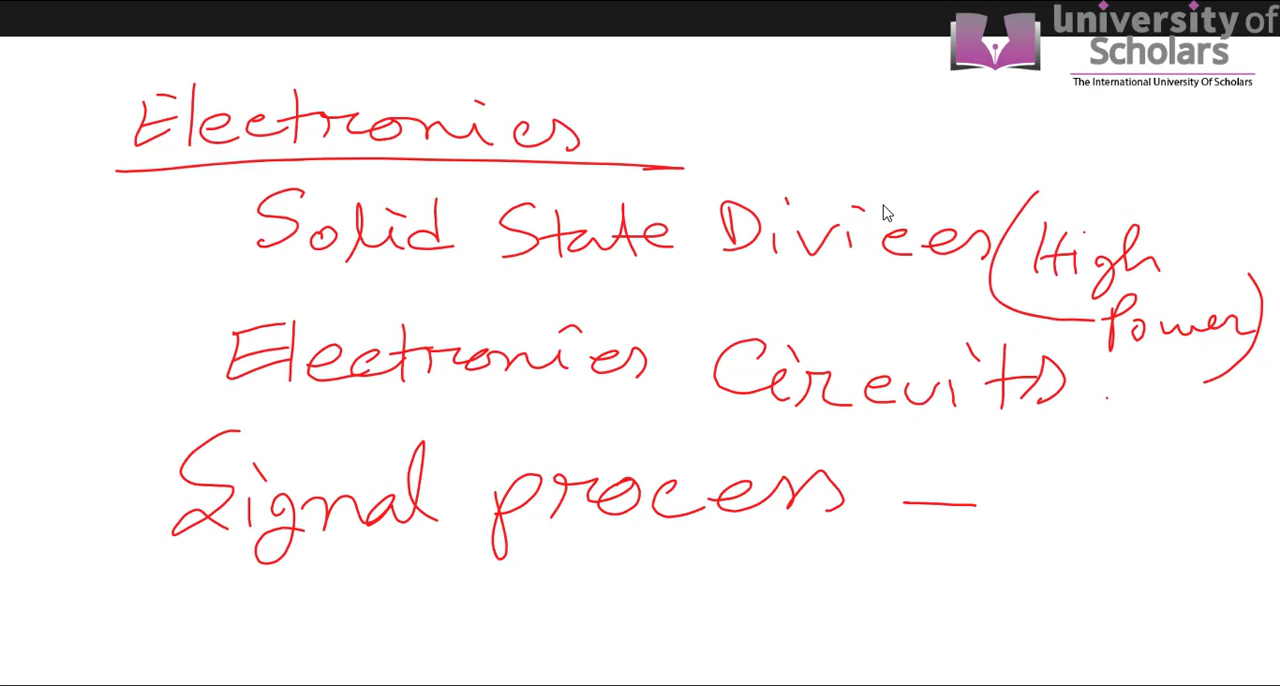 university of
Scholars
The International University Of Scholars
Electronics
Solid State Divices (High
Power)
Electronics Circuits.
Signal process —